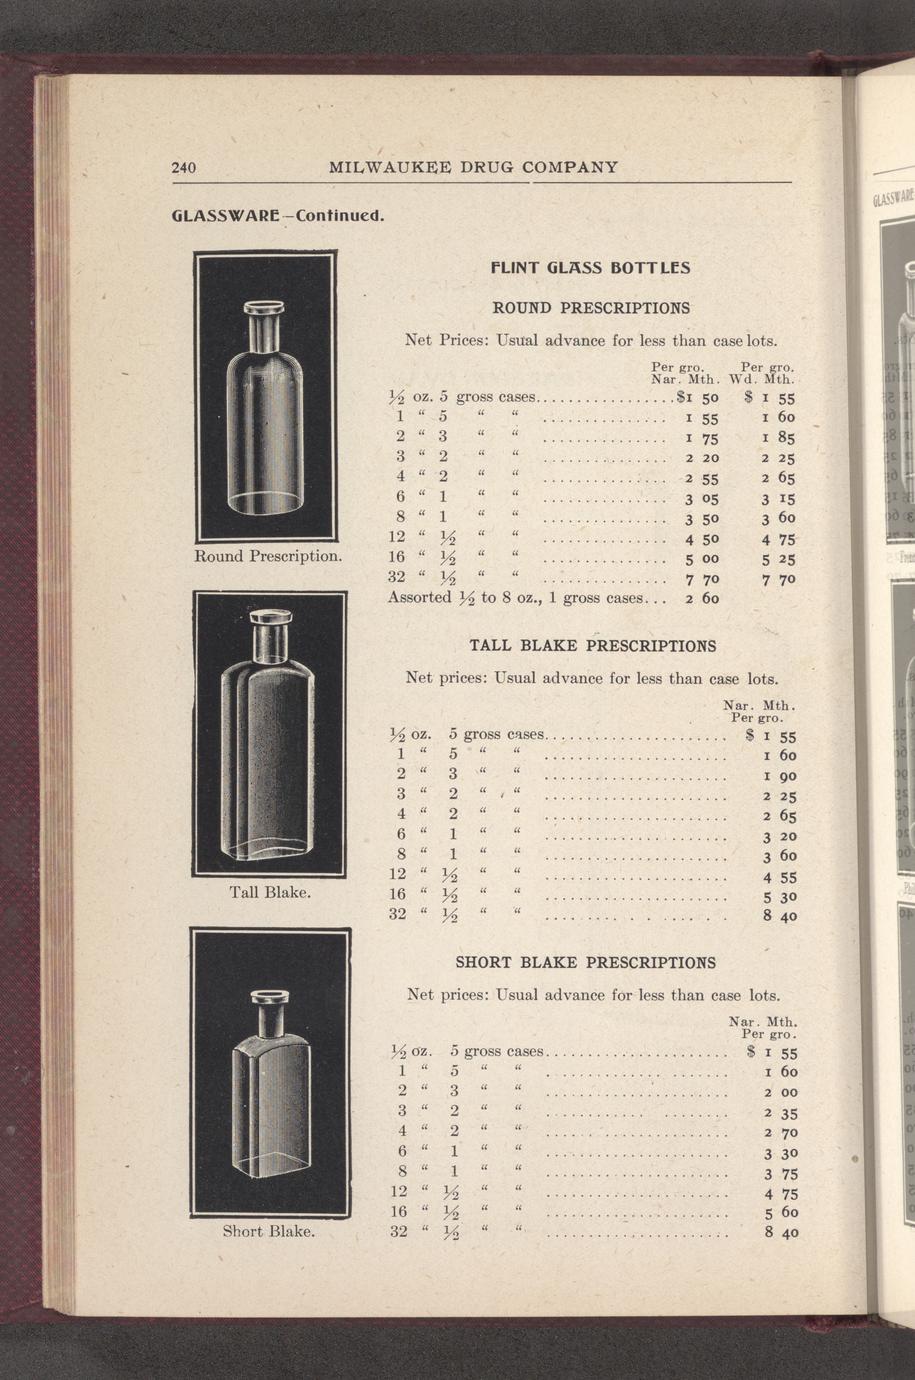 240 MILWAUKEE DRUG COMPANY
GLASSWARE—Continued.
FLINT GLASS BOTTLES
ROUND PRESCRIPTIONS
Net Prices: Usual advance for less than case lots.
Per gro. Per gro.
Nar. Mth. Wd. Mth.
½ oz. 5 gross cases................$1 50 $ 1 55
1 “ 5 “ “ ............... 1 55 1 60
2 “ 3 “ “ ............... 1 75 1 85
3 “ 2 “ “ ............... 2 20 2 25
4 “ 2 “ “ ............... 2 55 2 65
6 “ 1 “ “ ............... 3 05 3 15
8 “ 1 “ “ ............... 3 50 3 60
12 “ ½ “ “ ............... 4 50 4 75
16 “ ½ “ “ ............... 5 00 5 25
32 “ ½ “ “ ............... 7 70 7 70
Assorted ½ to 8 oz., 1 gross cases... 2 60
Round Prescription.
TALL BLAKE PRESCRIPTIONS
Net prices: Usual advance for less than case lots.
Nar. Mth.
Per gro.
½ oz. 5 gross cases...................... $ 1 55
1 “ 5 “ “ ...................... 1 60
2 “ 3 “ “ ...................... 1 90
3 “ 2 “ “ ...................... 2 25
4 “ 2 “ “ ...................... 2 65
6 “ 1 “ “ ...................... 3 20
8 “ 1 “ “ ...................... 3 60
12 “ ½ “ “ ...................... 4 55
16 “ ½ “ “ ...................... 5 30
32 “ ½ “ “ ...................... 8 40
Tall Blake.
SHORT BLAKE PRESCRIPTIONS
Net prices: Usual advance for less than case lots.
Nar. Mth.
Per gro.
½ oz. 5 gross cases...................... $ 1 55
1 “ 5 “ “ ...................... 1 60
2 “ 3 “ “ ...................... 2 00
3 “ 2 “ “ ...................... 2 35
4 “ 2 “ “ ...................... 2 70
6 “ 1 “ “ ...................... 3 30
8 “ 1 “ “ ...................... 3 75
12 “ ½ “ “ ...................... 4 75
16 “ ½ “ “ ...................... 5 60
32 “ ½ “ “ ...................... 8 40
Short Blake.